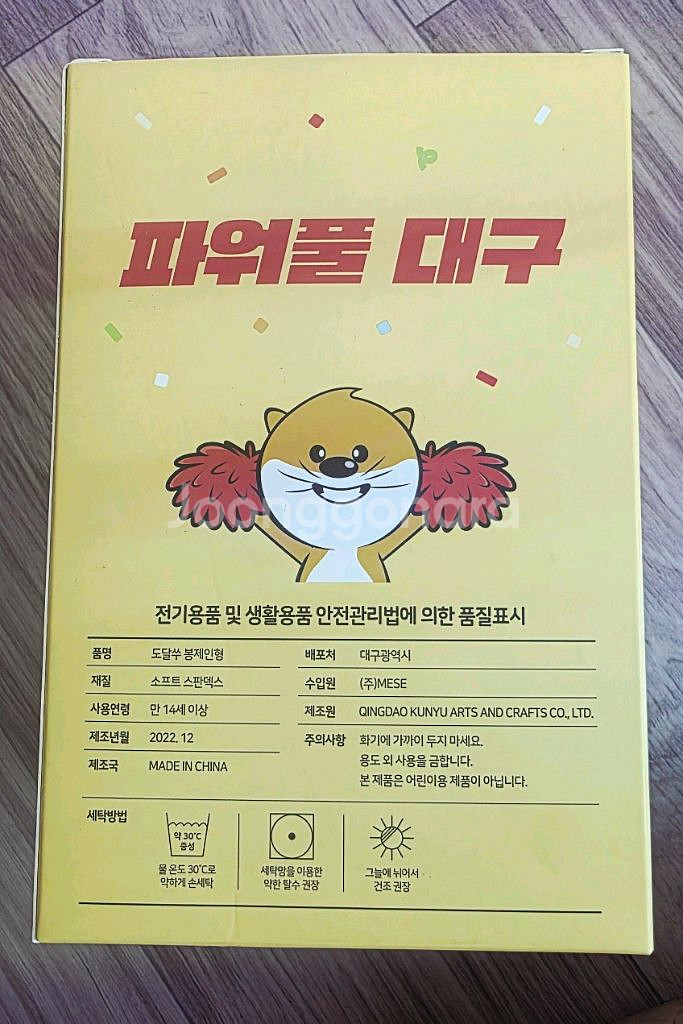 파워풀 대구
Joonggonara
전기용품 및 생활용품 안전관리법에 의한 품질표시
품명 도달쑤 봉제인형
재질 소프트 스판덱스
사용연령 만 14세 이상
제조년월 2022. 12
제조국 MADE IN CHINA
배포처 대구광역시
수입원 (주)MESE
제조원 QINGDAO KUNYU ARTS AND CRAFTS CO., LTD.
주의사항 화기에 가까이 두지 마세요.
용도 외 사용을 금합니다.
본 제품은 어린이용 제품이 아닙니다.
세탁방법
약 30℃
중성
물 온도 30℃로
약하게 손세탁
세탁망을 이용한
약한 탈수 권장
그늘에 뉘어서
건조 권장